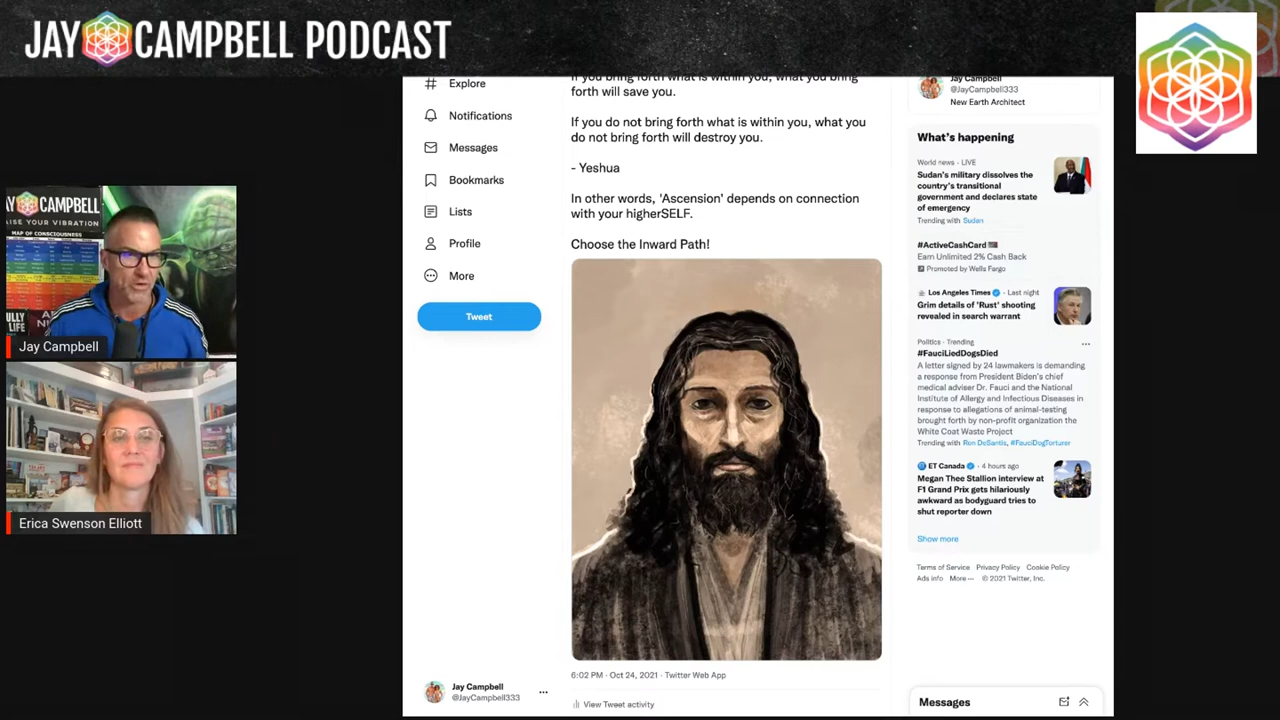 JAY CAMPBELL PODCAST
Explore
Notifications
Messages
Bookmarks
Lists
Profile
More
Tweet
Jay Campbell
@JayCampbell333
If you bring forth what is within you, what you bring
forth will save you.
If you do not bring forth what is within you, what you
do not bring forth will destroy you.
- Yeshua
In other words, 'Ascension' depends on connection
with your higherSELF.
Choose the Inward Path!
6:02 PM · Oct 24, 2021 · Twitter Web App
View Tweet activity
Jay Campbell
@JayCampbell333
New Earth Architect
What's happening
World news · LIVE
Sudan's military dissolves the
country's transitional
government and declares state
of emergency
Trending with Sudan
#ActiveCashCard
Earn Unlimited 2% Cash Back
Promoted by Wells Fargo
Los Angeles Times · Last night
Grim details of 'Rust' shooting
revealed in search warrant
Politics · Trending
#FauciLiedDogsDied
A letter signed by 24 lawmakers is demanding
a response from President Biden's chief
medical adviser Dr. Fauci and the National
Institute of Allergy and Infectious Diseases in
response to allegations of animal-testing
brought forth by non-profit organization the
White Coat Waste Project
Trending with Ron DeSantis, #FauciDogTorturer
ET Canada · 4 hours ago
Megan Thee Stallion interview at
F1 Grand Prix gets hilariously
awkward as bodyguard tries to
shut reporter down
Show more
Terms of Service Privacy Policy Cookie Policy
Ads info More ··· © 2021 Twitter, Inc.
Messages
CAMPBELL
RAISE YOUR VIBRATION
MAP OF CONSCIOUSNESS
Jay Campbell
Erica Swenson Elliott